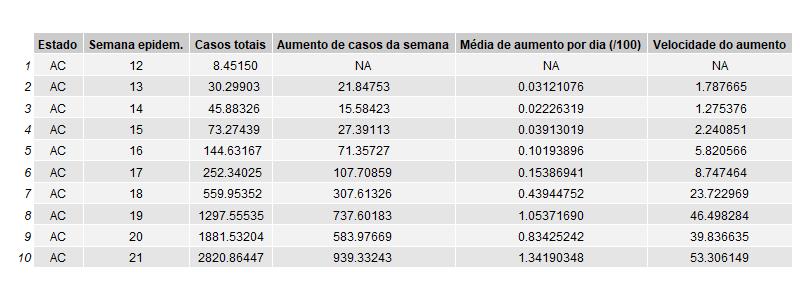 Estado Semana epidem. Casos totais Aumento de casos da semana Média de aumento por dia (/100) Velocidade do aumento
1 AC 12 8.45150 NA NA NA
2 AC 13 30.29903 21.84753 0.03121076 1.787665
3 AC 14 45.88326 15.58423 0.02226319 1.275376
4 AC 15 73.27439 27.39113 0.03913019 2.240851
5 AC 16 144.63167 71.35727 0.10193896 5.820566
6 AC 17 252.34025 107.70859 0.15386941 8.747464
7 AC 18 559.95352 307.61326 0.43944752 23.722969
8 AC 19 1297.55535 737.60183 1.05371690 46.498284
9 AC 20 1881.53204 583.97669 0.83425242 39.836635
10 AC 21 2820.86447 939.33243 1.34190348 53.306149